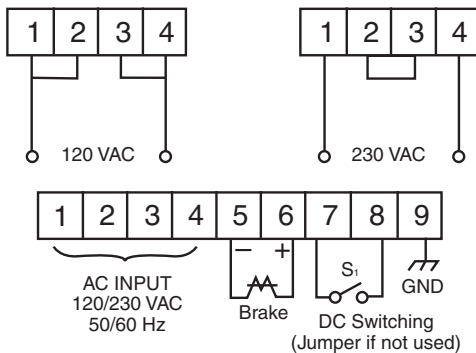 1 2 3 4
1 2 3 4
120 VAC
230 VAC
1 2 3 4 5 6 7 8 9
− +
S1
AC INPUT
120/230 VAC
50/60 Hz
Brake
GND
DC Switching
(Jumper if not used)